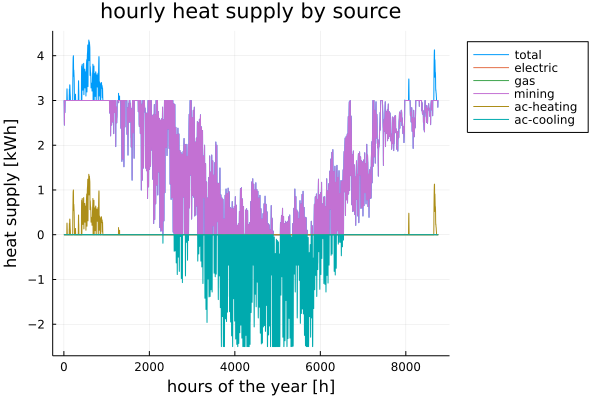 hourly heat supply by source
heat supply [kWh]
4
3
2
1
0
−1
−2
0 2000 4000 6000 8000
hours of the year [h]
total
electric
gas
mining
ac-heating
ac-cooling